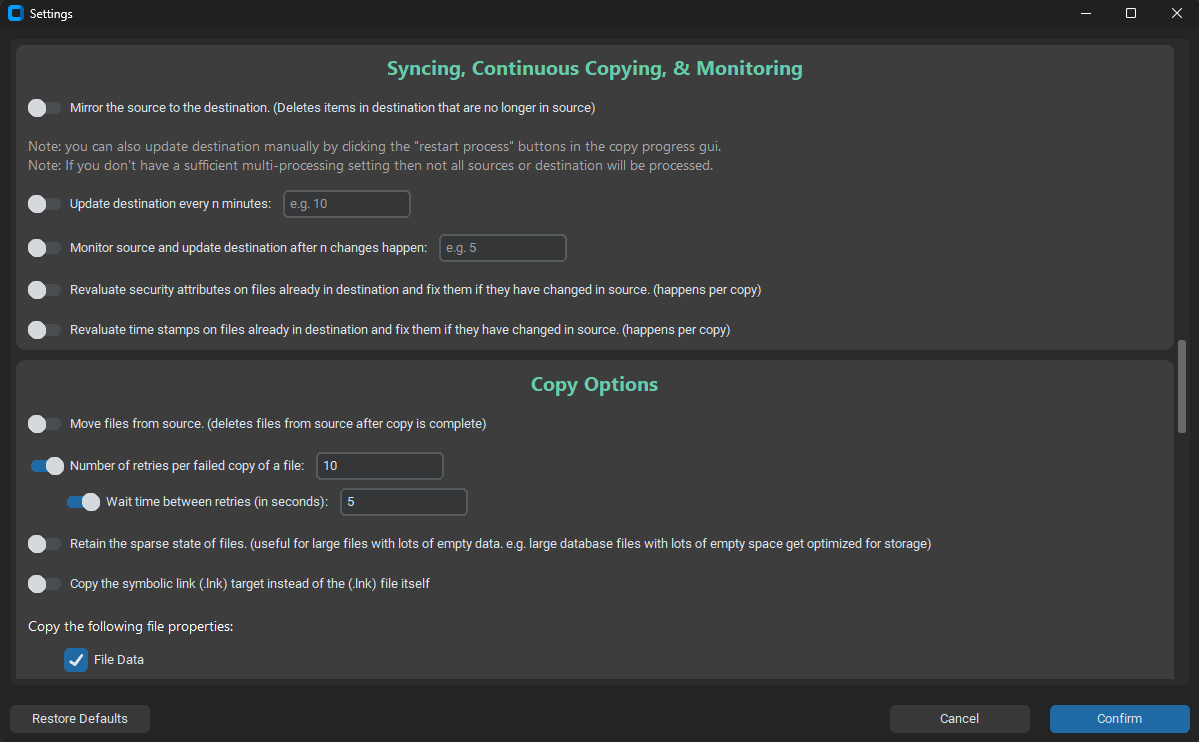 Settings
Syncing, Continuous Copying, & Monitoring
Mirror the source to the destination. (Deletes items in destination that are no longer in source)
Note: you can also update destination manually by clicking the "restart process" buttons in the copy progress gui.
Note: If you don't have a sufficient multi-processing setting then not all sources or destination will be processed.
Update destination every n minutes: e.g. 10
Monitor source and update destination after n changes happen: e.g. 5
Revaluate security attributes on files already in destination and fix them if they have changed in source. (happens per copy)
Revaluate time stamps on files already in destination and fix them if they have changed in source. (happens per copy)
Copy Options
Move files from source. (deletes files from source after copy is complete)
Number of retries per failed copy of a file: 10
Wait time between retries (in seconds): 5
Retain the sparse state of files. (useful for large files with lots of empty data. e.g. large database files with lots of empty space get optimized for storage)
Copy the symbolic link (.lnk) target instead of the (.lnk) file itself
Copy the following file properties:
File Data
Restore Defaults Cancel Confirm